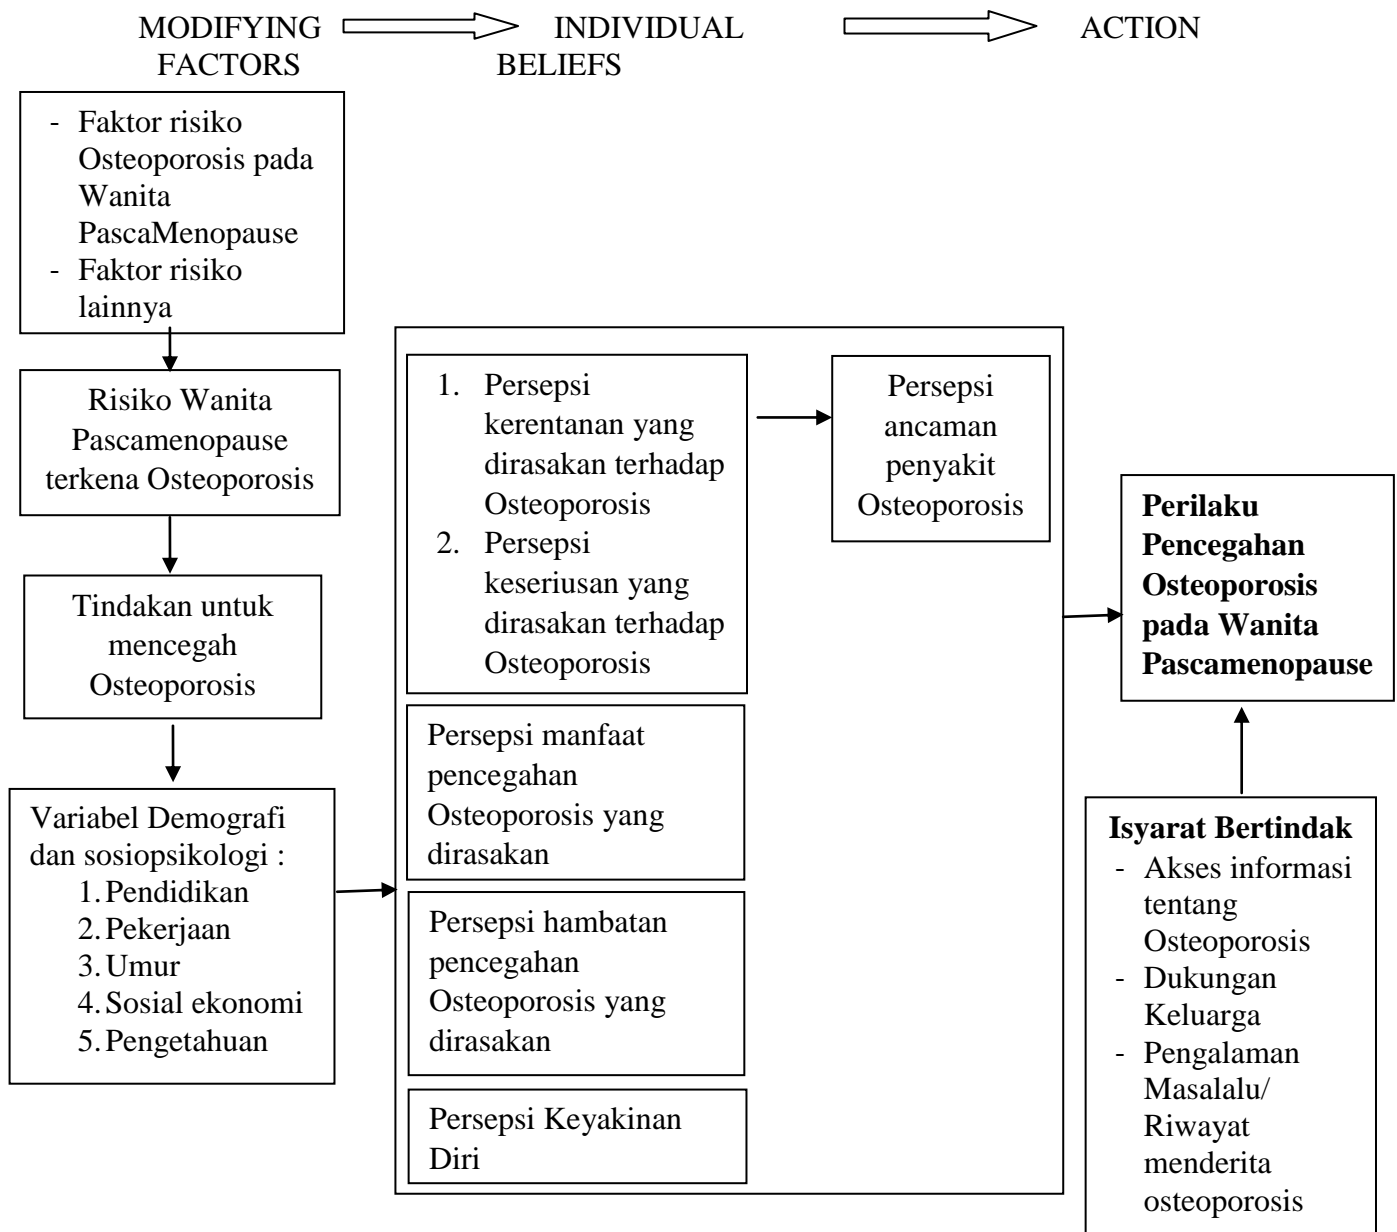 MODIFYING FACTORS
INDIVIDUAL BELIEFS
ACTION
- Faktor risiko
Osteoporosis pada
Wanita
PascaMenopause
- Faktor risiko
lainnya
Risiko Wanita
Pascamenopause
terkena Osteoporosis
Tindakan untuk
mencegah
Osteoporosis
Variabel Demografi
dan sosiopsikologi :
1. Pendidikan
2. Pekerjaan
3. Umur
4. Sosial ekonomi
5. Pengetahuan
1. Persepsi
kerentanan yang
dirasakan terhadap
Osteoporosis
2. Persepsi
keseriusan yang
dirasakan terhadap
Osteoporosis
Persepsi manfaat
pencegahan
Osteoporosis yang
dirasakan
Persepsi hambatan
pencegahan
Osteoporosis yang
dirasakan
Persepsi Keyakinan
Diri
Persepsi
ancaman
penyakit
Osteoporosis
Perilaku
Pencegahan
Osteoporosis
pada Wanita
Pascamenopause
Isyarat Bertindak
- Akses informasi
tentang
Osteoporosis
- Dukungan
Keluarga
- Pengalaman
Masalalu/
Riwayat
menderita
osteoporosis